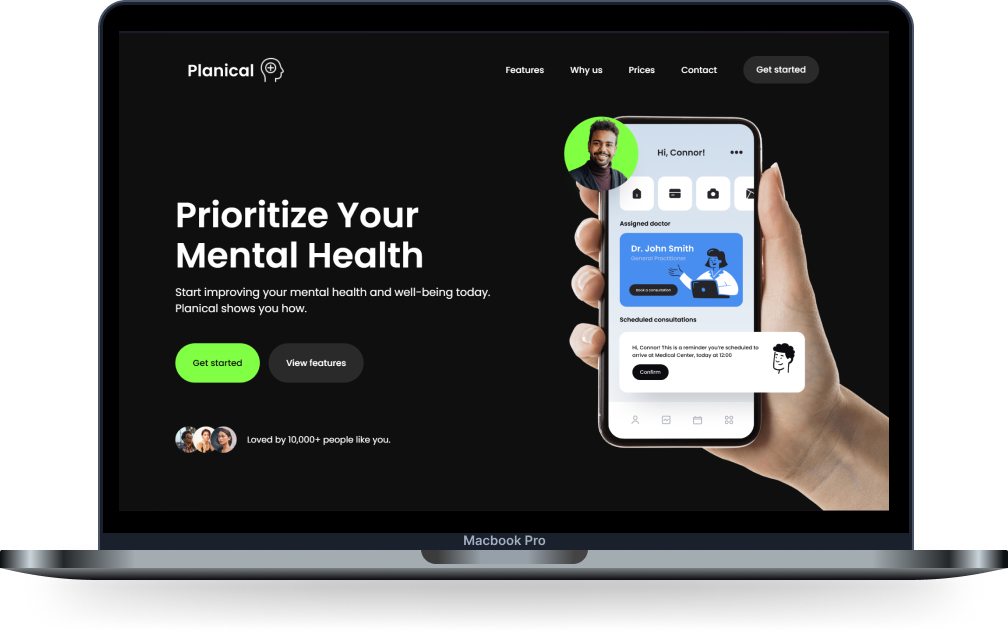 Planical
Features
Why us
Prices
Contact
Get started
Prioritize Your
Mental Health
Start improving your mental health and well-being today.
Planical shows you how.
Get started
View features
Loved by 10,000+ people like you.
Hi, Connor!
Assigned doctor
Dr. John Smith
General Practitioner
Book a consultation
Scheduled consultations
Hi, Connor! This is a reminder you're scheduled to
arrive at Medical Center, today at 12:00
Confirm
Macbook Pro